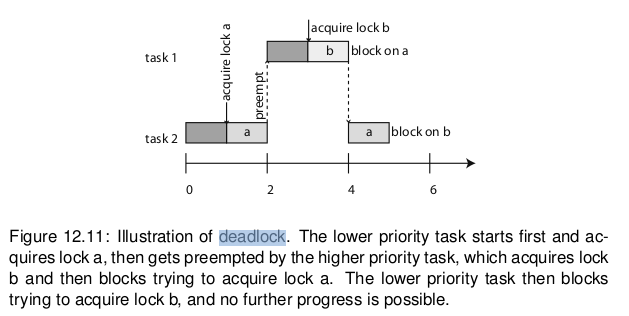 acquire lock b
task 1
b
block on a
acquire lock a
preempt
task 2
a
a
block on b
0
2
4
6
Figure 12.11: Illustration of deadlock. The lower priority task starts first and ac-
quires lock a, then gets preempted by the higher priority task, which acquires lock
b and then blocks trying to acquire lock a. The lower priority task then blocks
trying to acquire lock b, and no further progress is possible.